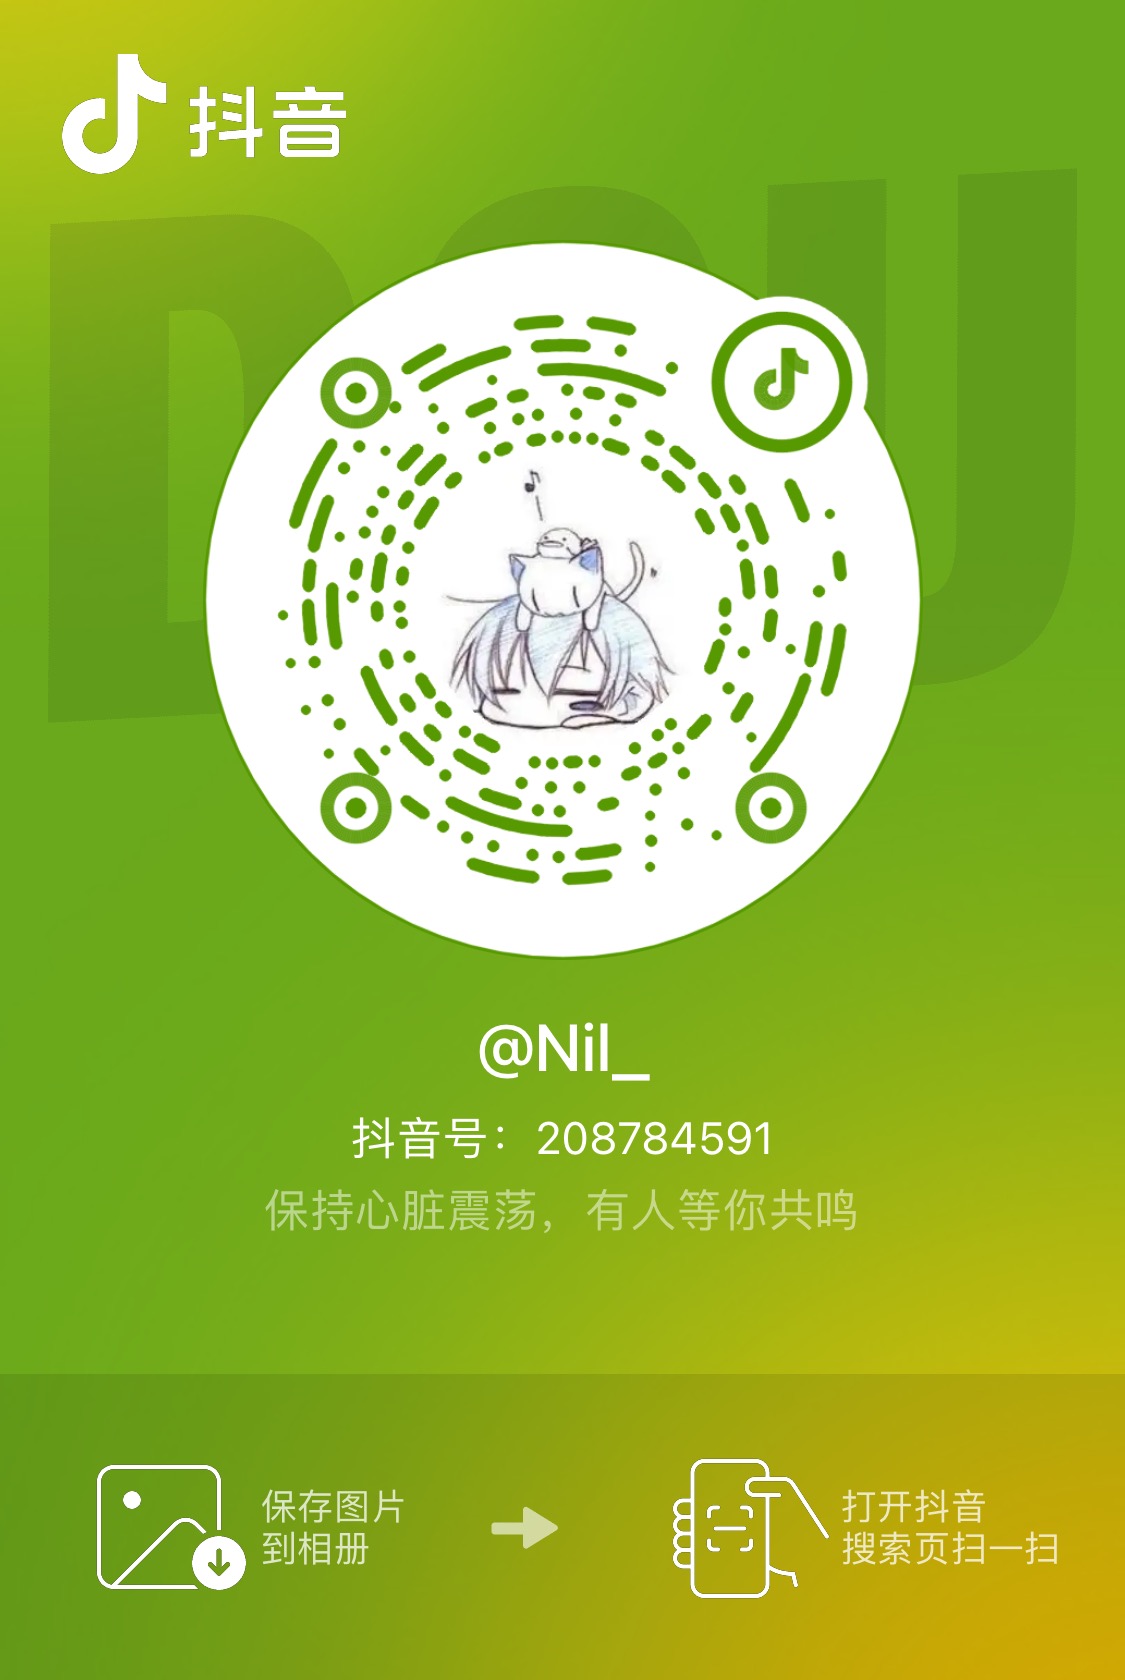 抖音
DOU
@Nil_
抖音号：208784591
保持心脏震荡，有人等你共鸣
保存图片
到相册
打开抖音
搜索页扫一扫